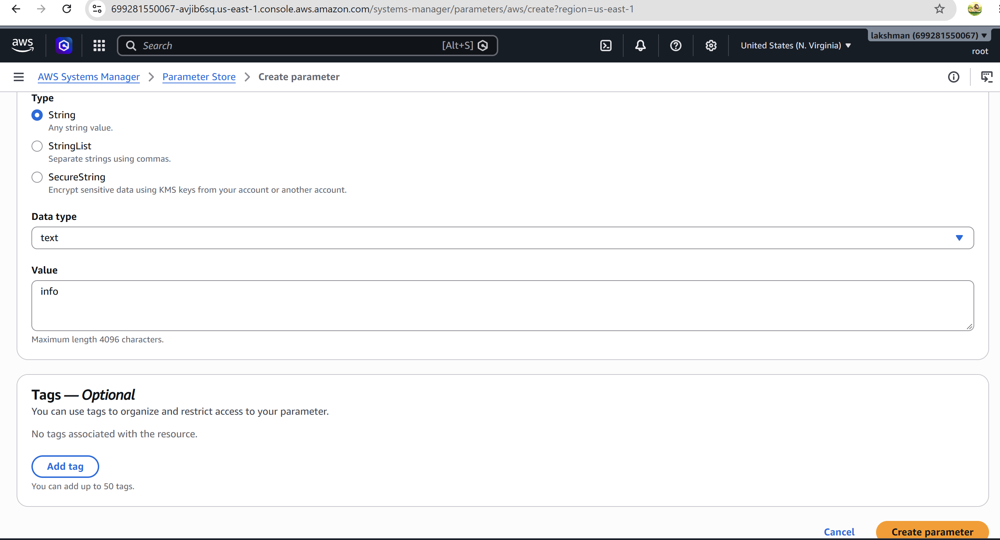 699281550067-avjib6sq.us-east-1.console.aws.amazon.com/systems-manager/parameters/aws/create?region=us-east-1
aws
Search
[Alt+S]
United States (N. Virginia)
lakshman (699281550067)
root
AWS Systems Manager
Parameter Store
Create parameter
Type
String
Any string value.
StringList
Separate strings using commas.
SecureString
Encrypt sensitive data using KMS keys from your account or another account.
Data type
text
Value
info
Maximum length 4096 characters.
Tags — Optional
You can use tags to organize and restrict access to your parameter.
No tags associated with the resource.
Add tag
You can add up to 50 tags.
Cancel
Create parameter